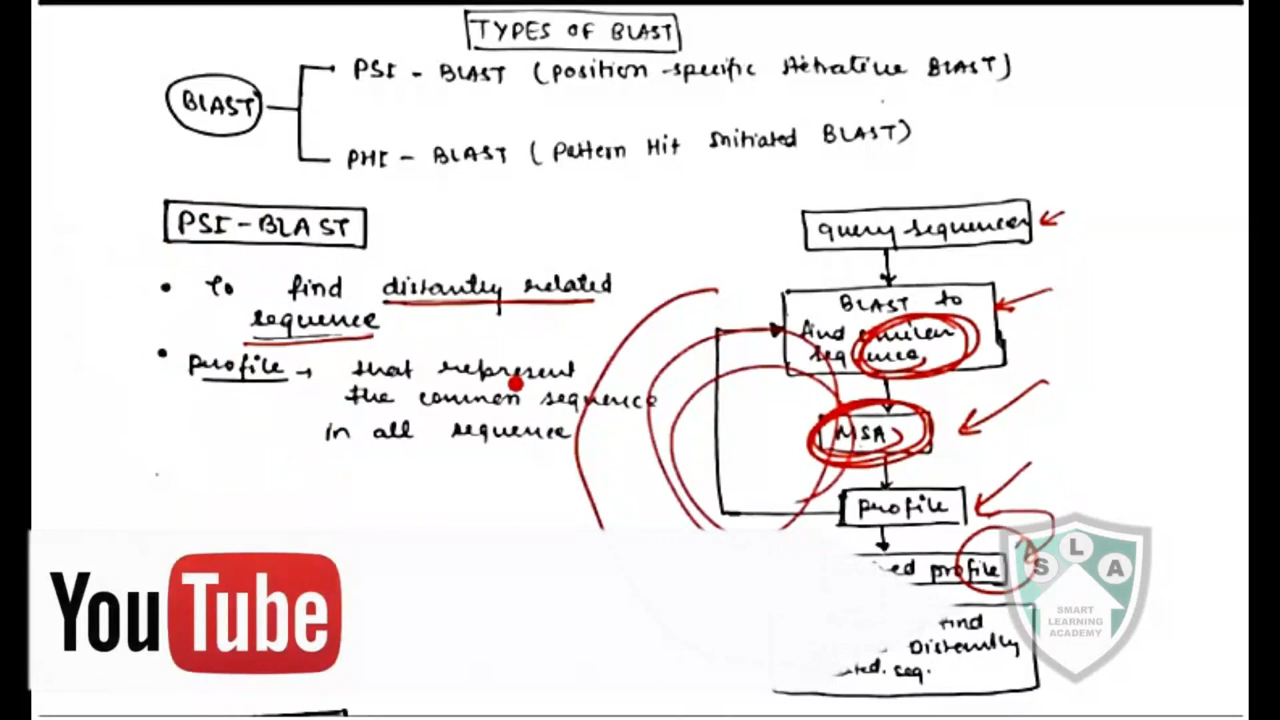 TYPES OF BLAST
PSI - BLAST (Position -specific iterative BLAST)
BLAST
PHI - BLAST (Pattern Hit Initiated BLAST)
PSI-BLAST
query sequences
• To find distantly related
sequence
BLAST to
find similar
sequence
• profile → that represent
the common sequence
in all sequence
MSA
profile
profile
find
Distantly
seq.
YouTube
A L
S A
SMART
LEARNING
ACADEMY